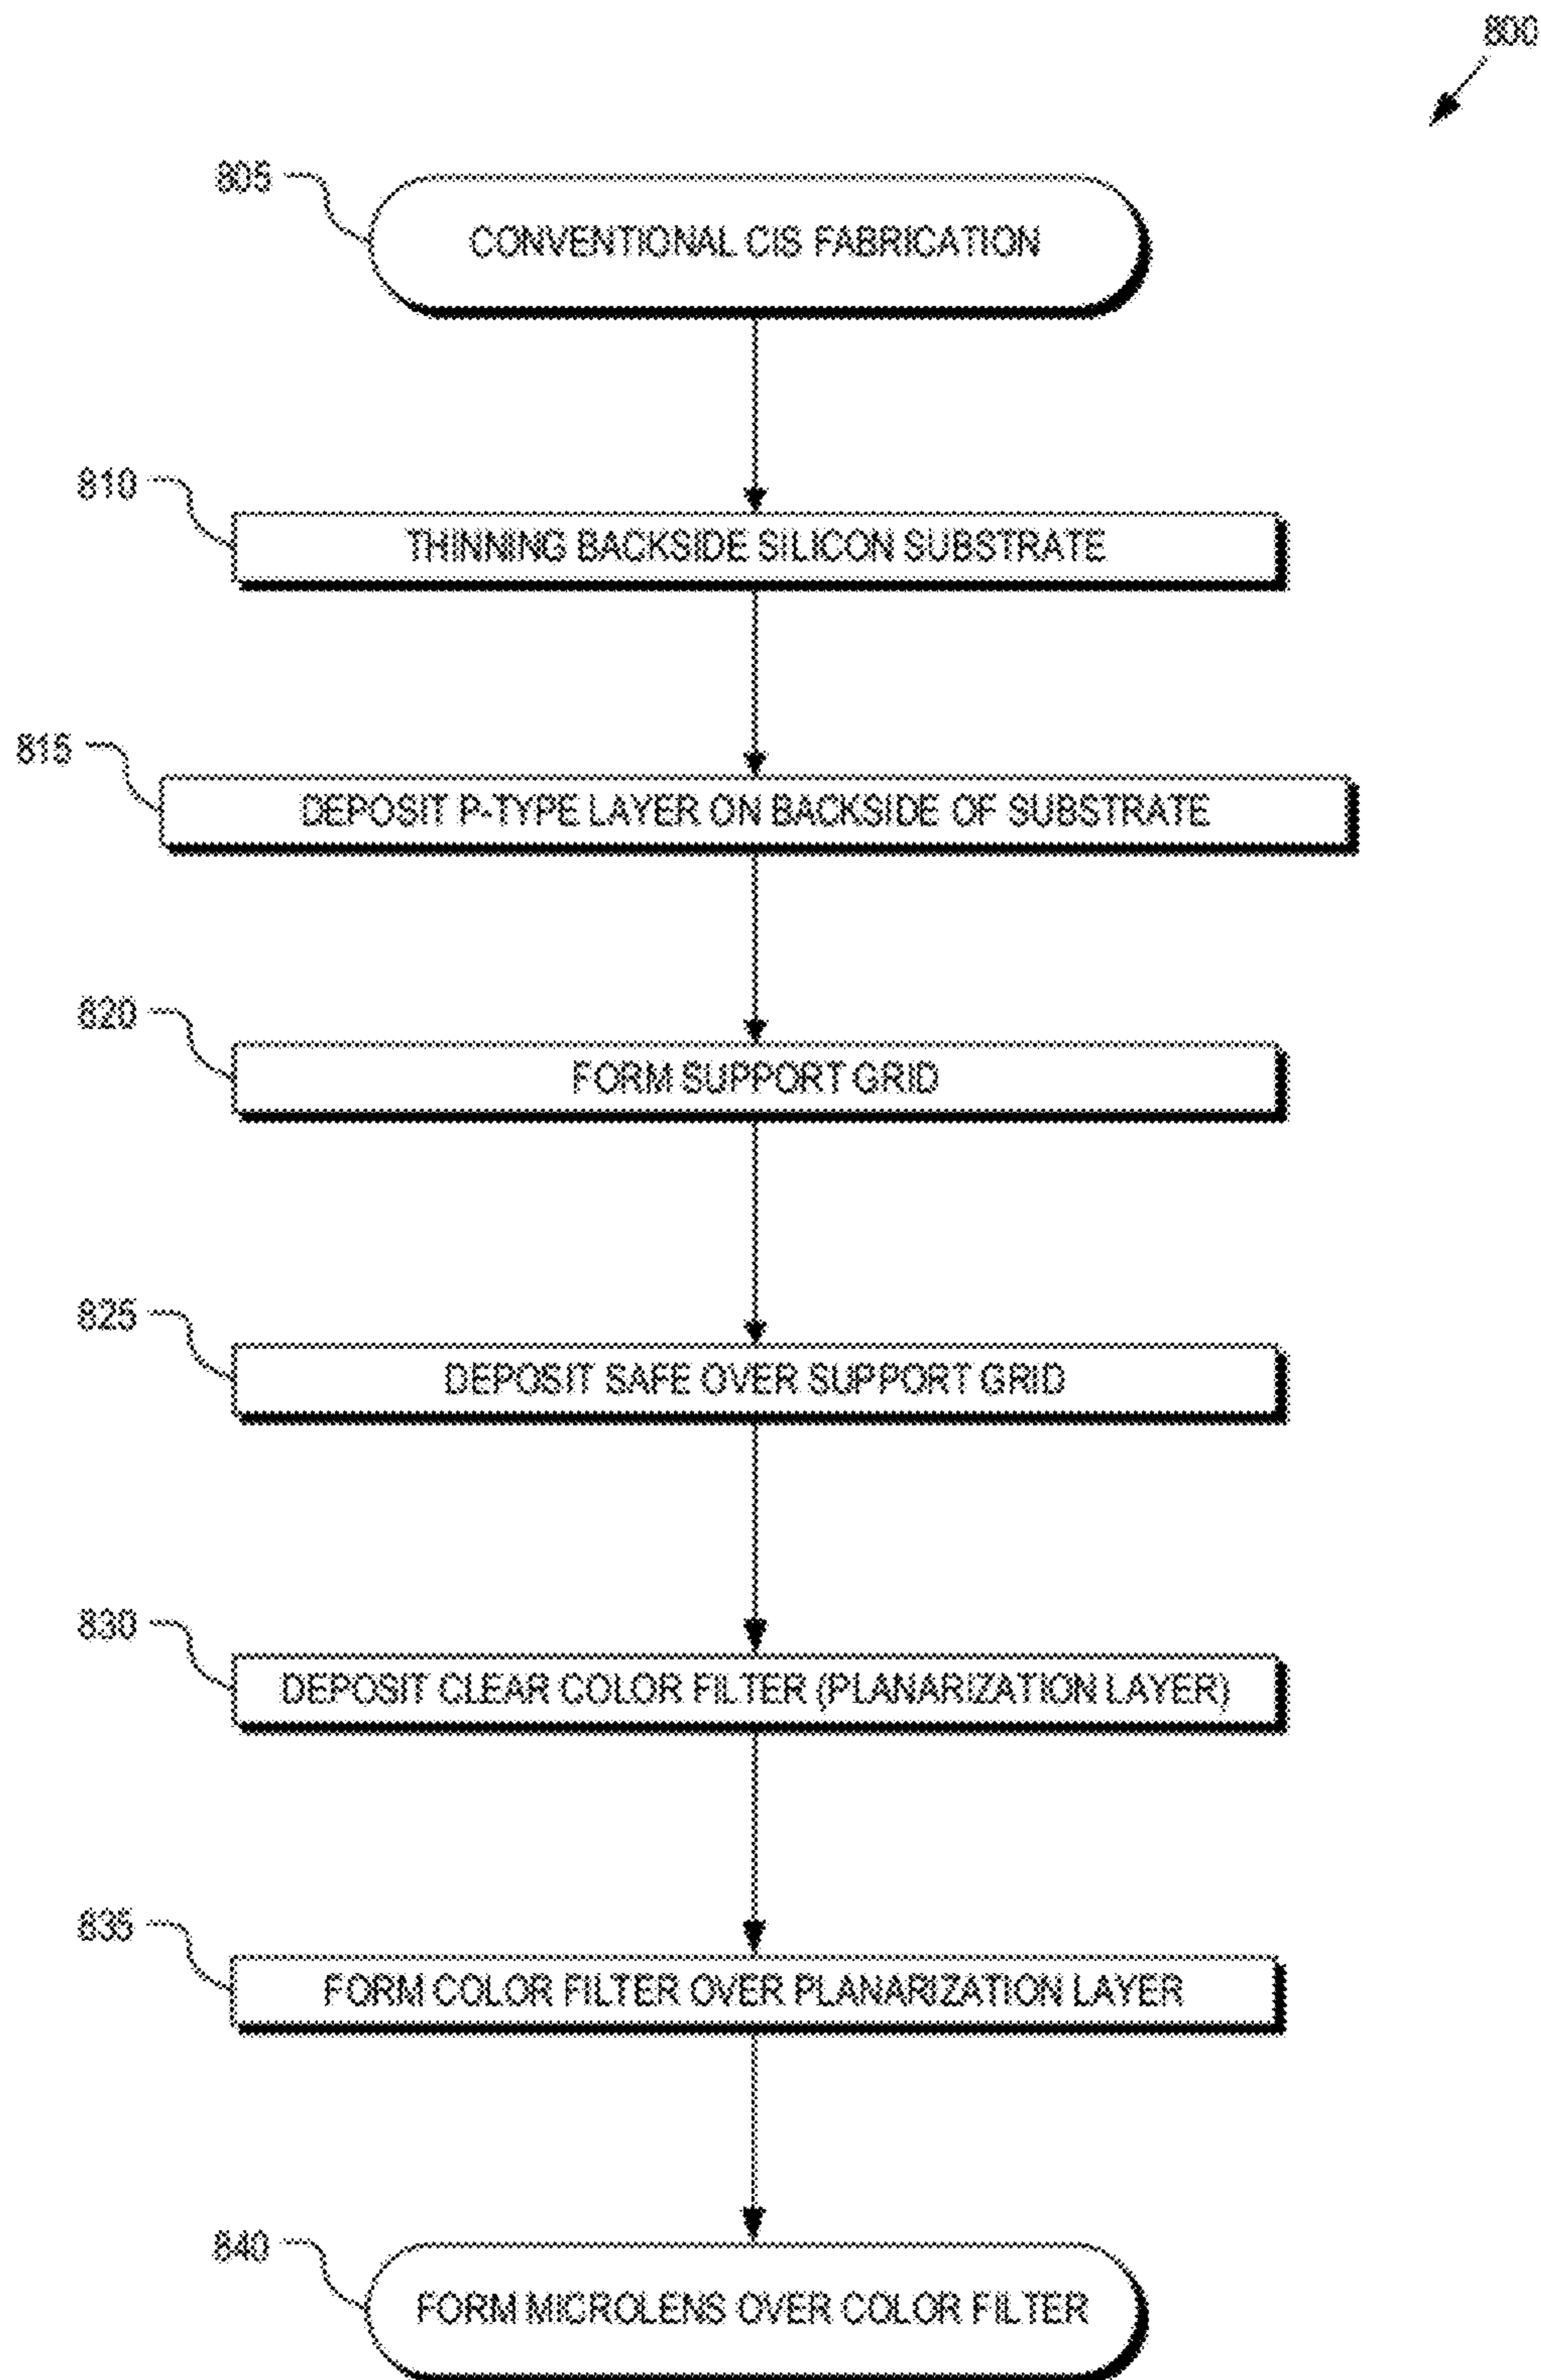 800
805
CONVENTIONAL CIS FABRICATION
810
THINNING BACKSIDE SILICON SUBSTRATE
815
DEPOSIT P-TYPE LAYER ON BACKSIDE OF SUBSTRATE
820
FORM SUPPORT GRID
825
DEPOSIT SAFE OVER SUPPORT GRID
830
DEPOSIT CLEAR COLOR FILTER (PLANARIZATION LAYER)
835
FORM COLOR FILTER OVER PLANARIZATION LAYER
840
FORM MICROLENS OVER COLOR FILTER